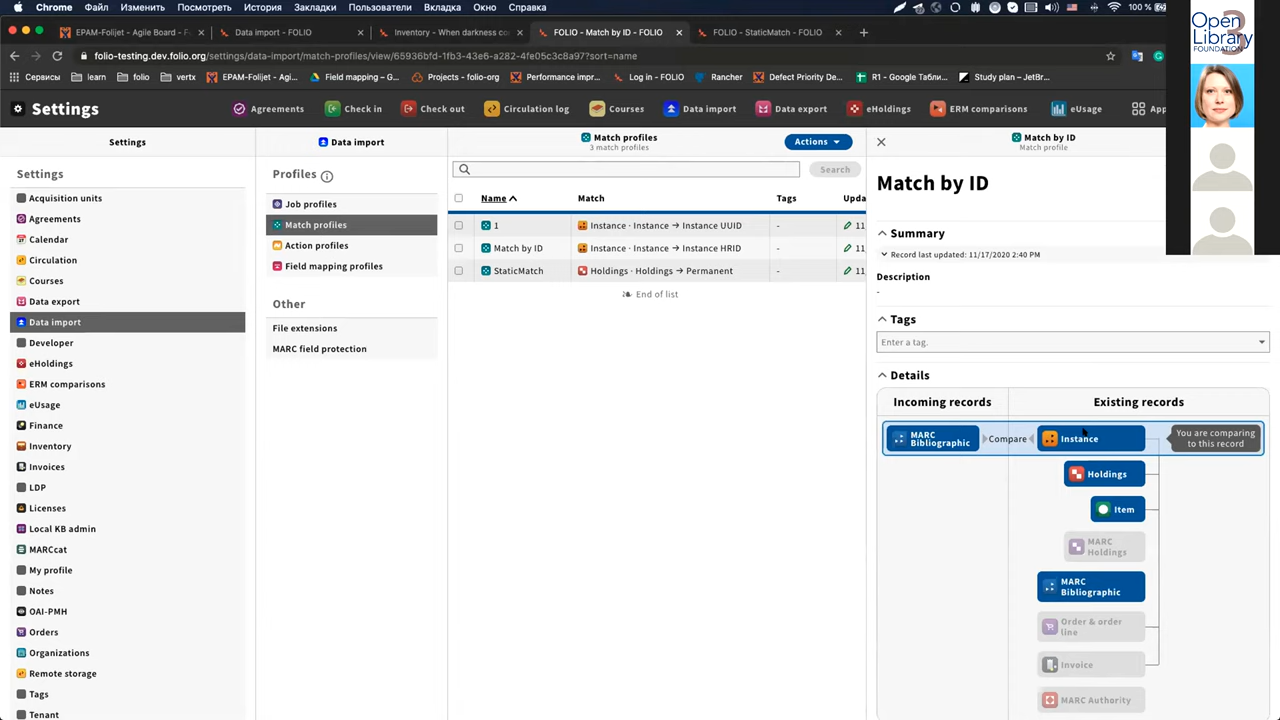 Chrome Файл Изменить Посмотреть История Закладки Пользователи Вкладка Окно Справка 100 %
EPAM-Folijet - Agile Board -
Data import - FOLIO
Inventory - When darkness co
FOLIO - Match by ID - FOLIO
FOLIO - StaticMatch - FOLIO
folio-testing.dev.folio.org/settings/data-import/match-profiles/view/65936bfd-1fb3-43e6-a2
Сервисы learn folio vertx EPAM-Folijet - Agil... Field mapping - g... Projects - folio-org Performance impr... Log in - FOLIO Rancher Defect Priority De... R1 - Google Табли... Study plan – JetBr...
Settings Agreements Check in Check out Circulation log Courses Data import Data export eHoldings ERM comparisons eUsage App
Open
Library
FOUNDATION
3
Settings
Settings
Acquisition units
Agreements
Calendar
Circulation
Courses
Data export
Data import
Developer
eHoldings
ERM comparisons
eUsage
Finance
Inventory
Invoices
LDP
Licenses
Local KB admin
MARCcat
My profile
Notes
OAI-PMH
Orders
Organizations
Remote storage
Tags
Tenant
Data import
Profiles
Job profiles
Match profiles
Action profiles
Field mapping profiles
Other
File extensions
MARC field protection
Match profiles
3 match profiles
Actions
Search
Name Match Tags Upda
1 Instance · Instance → Instance UUID - 11
Match by ID Instance · Instance → Instance HRID - 11
StaticMatch Holdings · Holdings → Permanent - 11
End of list
Match by ID
Match profile
Match by ID
Summary
Record last updated: 11/17/2020 2:40 PM
Description
-
Tags
Enter a tag.
Details
Incoming records Existing records
MARC
Bibliographic
Compare
Instance
You are comparing
to this record
Holdings
Item
MARC
Holdings
MARC
Bibliographic
Order & order
line
Invoice
MARC Authority